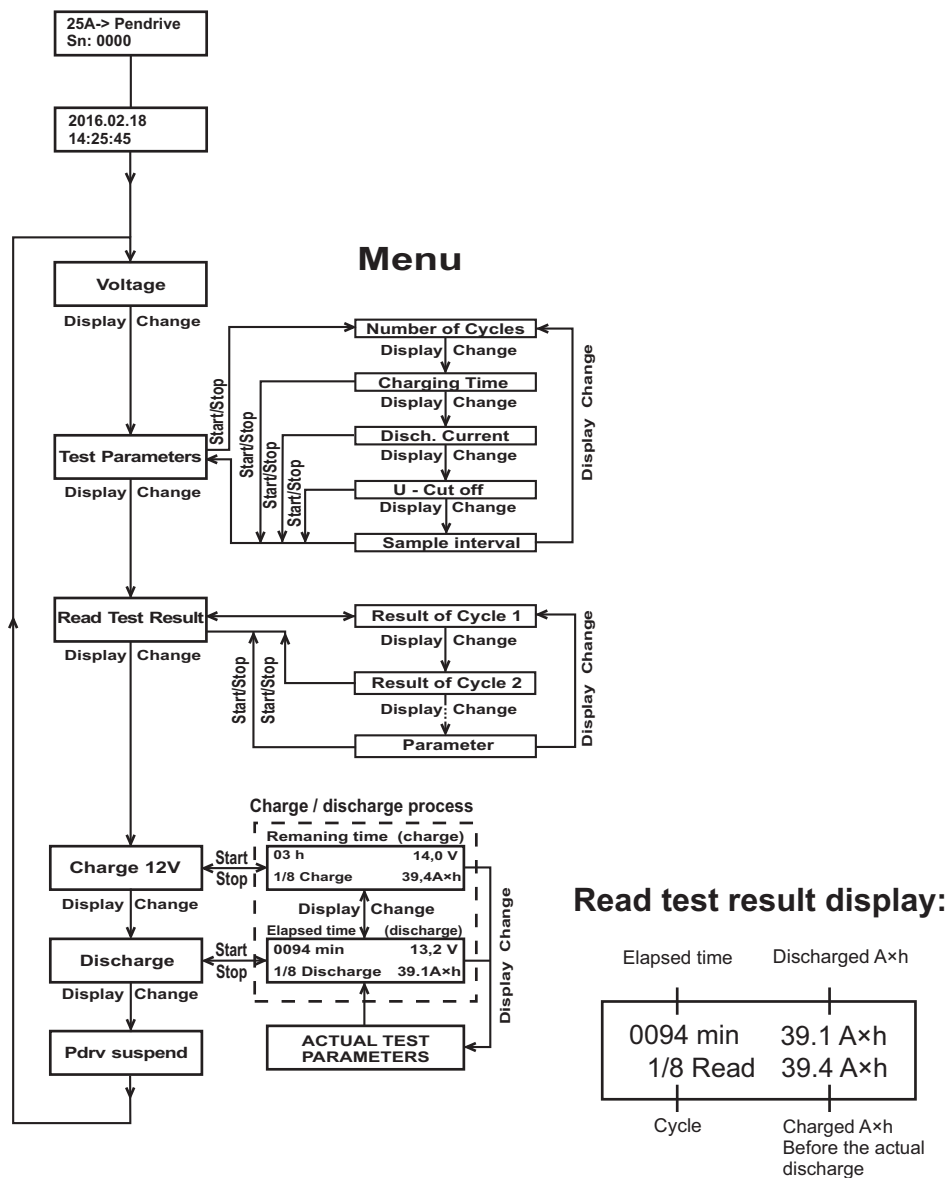 25A-> Pendrive
Sn: 0000
2016.02.18
14:25:45
Menu
Voltage
Display Change
Test Parameters
Display Change
Start/Stop
Number of Cycles
Display Change
Charging Time
Display Change
Disch. Current
Display Change
U - Cut off
Display Change
Sample interval
Start/Stop
Start/Stop
Start/Stop
Display Change
Read Test Result
Display Change
Result of Cycle 1
Display Change
Result of Cycle 2
Display Change
Parameter
Start/Stop
Start/Stop
Display Change
Charge / discharge process
Remaning time (charge)
Charge 12V
Start
Stop
03 h 14,0 V
1/8 Charge 39,4A×h
Display Change
Display Change
Elapsed time (discharge)
Discharge
Start
Stop
0094 min 13,2 V
1/8 Discharge 39.1A×h
Display Change
Display Change
Pdrv suspend
ACTUAL TEST
PARAMETERS
Read test result display:
Elapsed time Discharged A×h
0094 min 39.1 A×h
1/8 Read 39.4 A×h
Cycle Charged A×h
Before the actual
discharge